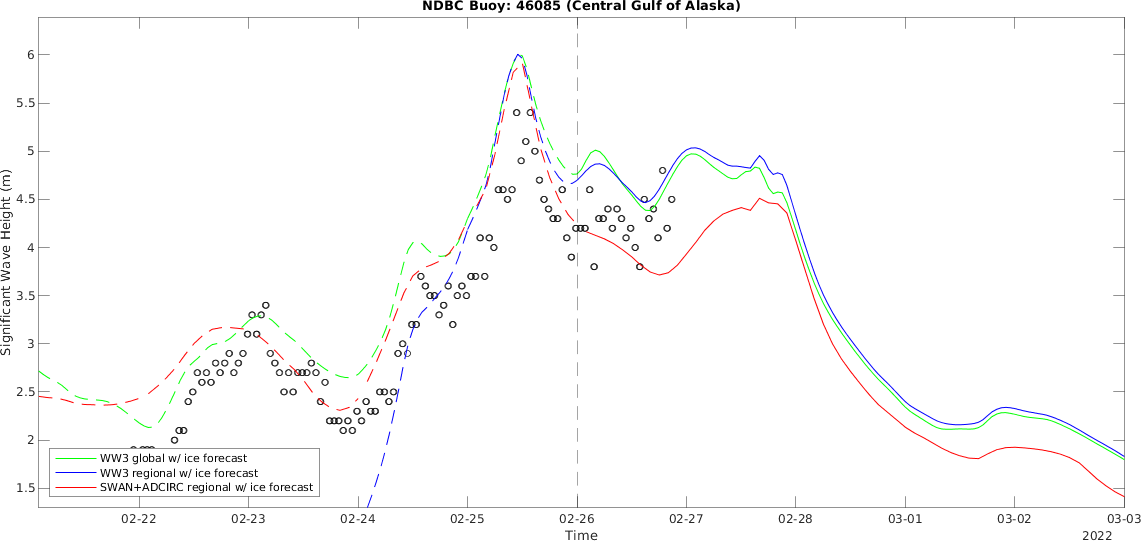 NDBC Buoy: 46085 (Central Gulf of Alaska)
Significant Wave Height (m)
6
5.5
5
4.5
4
3.5
3
2.5
2
1.5
WW3 global w/ ice forecast
WW3 regional w/ ice forecast
SWAN+ADCIRC regional w/ ice forecast
02-22 02-23 02-24 02-25 02-26 02-27 02-28 03-01 03-02 03-03
Time
2022